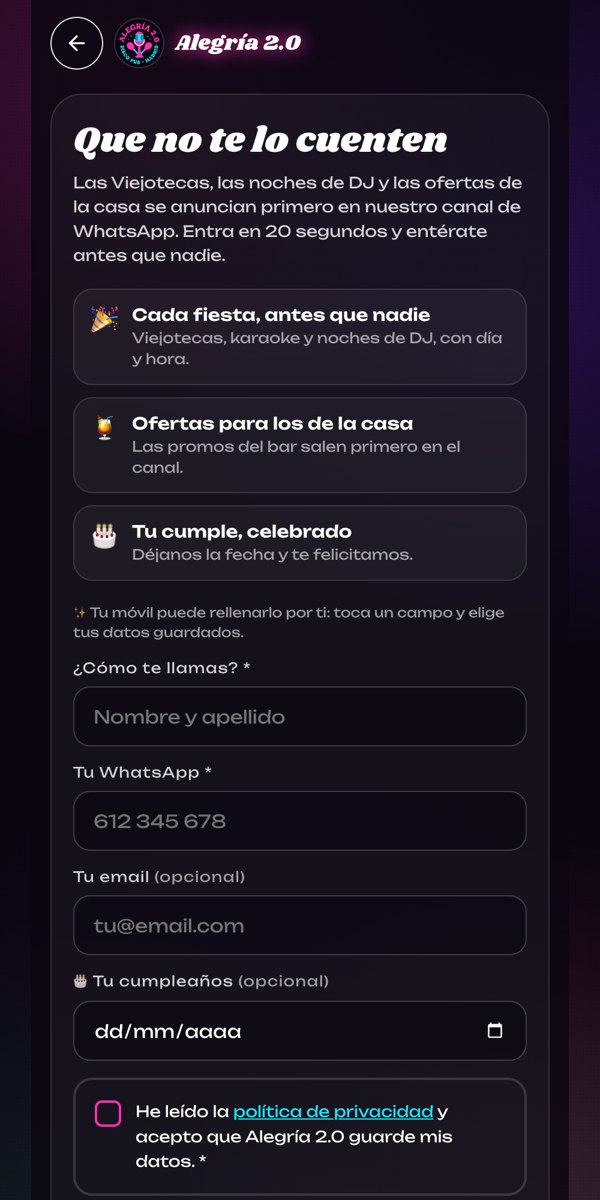 ALEGRÍA 2.0
DISCO PUB · MADRID
Alegría 2.0
Que no te lo cuenten
Las Viejotecas, las noches de DJ y las ofertas de
la casa se anuncian primero en nuestro canal de
WhatsApp. Entra en 20 segundos y entérate
antes que nadie.
Cada fiesta, antes que nadie
Viejotecas, karaoke y noches de DJ, con día
y hora.
Ofertas para los de la casa
Las promos del bar salen primero en el
canal.
Tu cumple, celebrado
Déjanos la fecha y te felicitamos.
✨ Tu móvil puede rellenarlo por ti: toca un campo y elige
tus datos guardados.
¿Cómo te llamas? *
Nombre y apellido
Tu WhatsApp *
612 345 678
Tu email (opcional)
tu@email.com
🎂 Tu cumpleaños (opcional)
dd/mm/aaaa
He leído la política de privacidad y
acepto que Alegría 2.0 guarde mis
datos. *